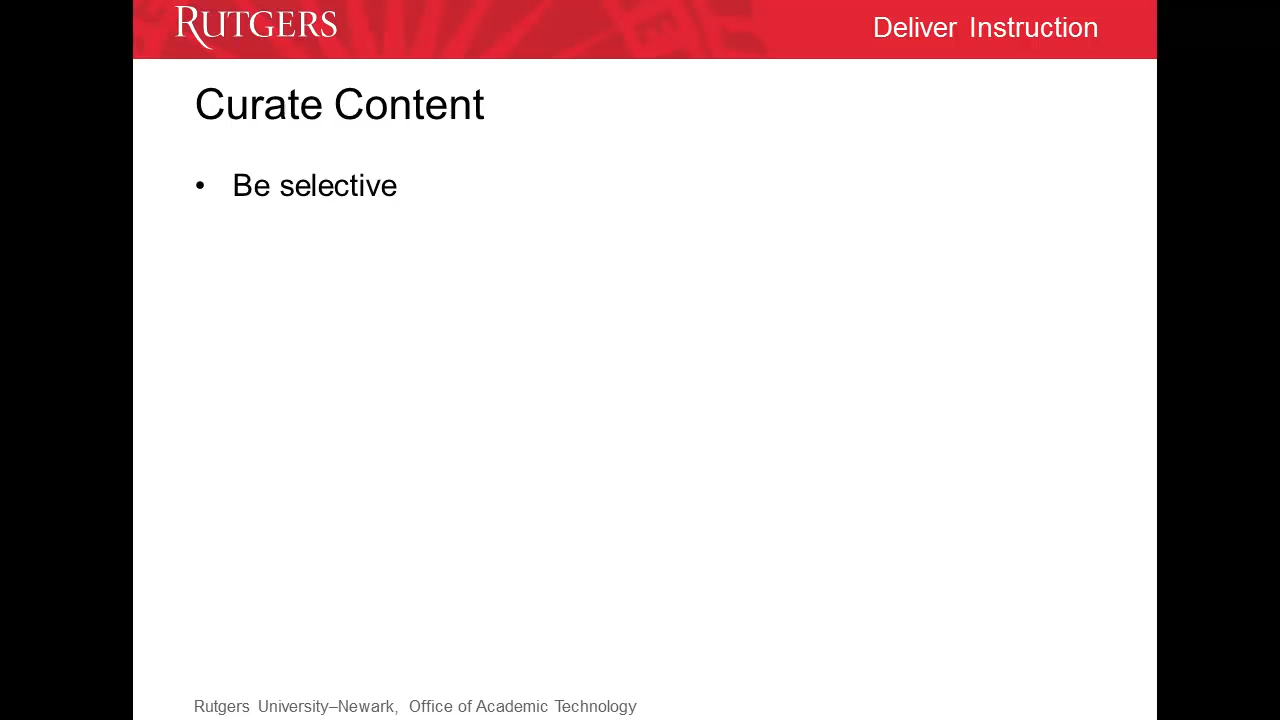 RUTGERS
Deliver Instruction
Curate Content
• Be selective
Rutgers University–Newark, Office of Academic Technology